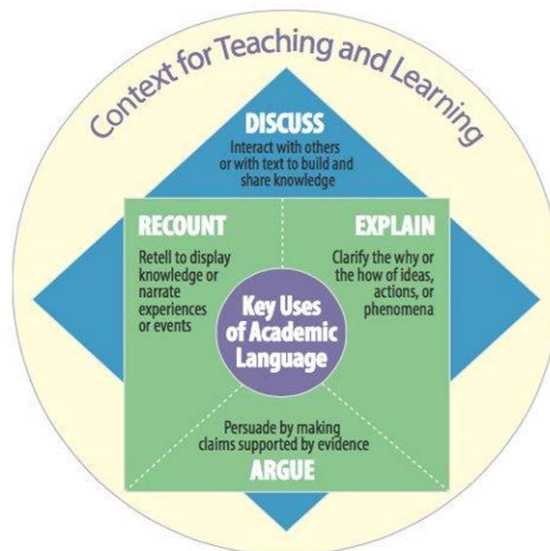 Context for Teaching and Learning
DISCUSS
Interact with others
or with text to build and
share knowledge
RECOUNT
Retell to display
knowledge or
narrate
experiences
or events
EXPLAIN
Clarify the why or
the how of ideas,
actions, or
phenomena
Key Uses
of Academic
Language
Persuade by making
claims supported by evidence
ARGUE